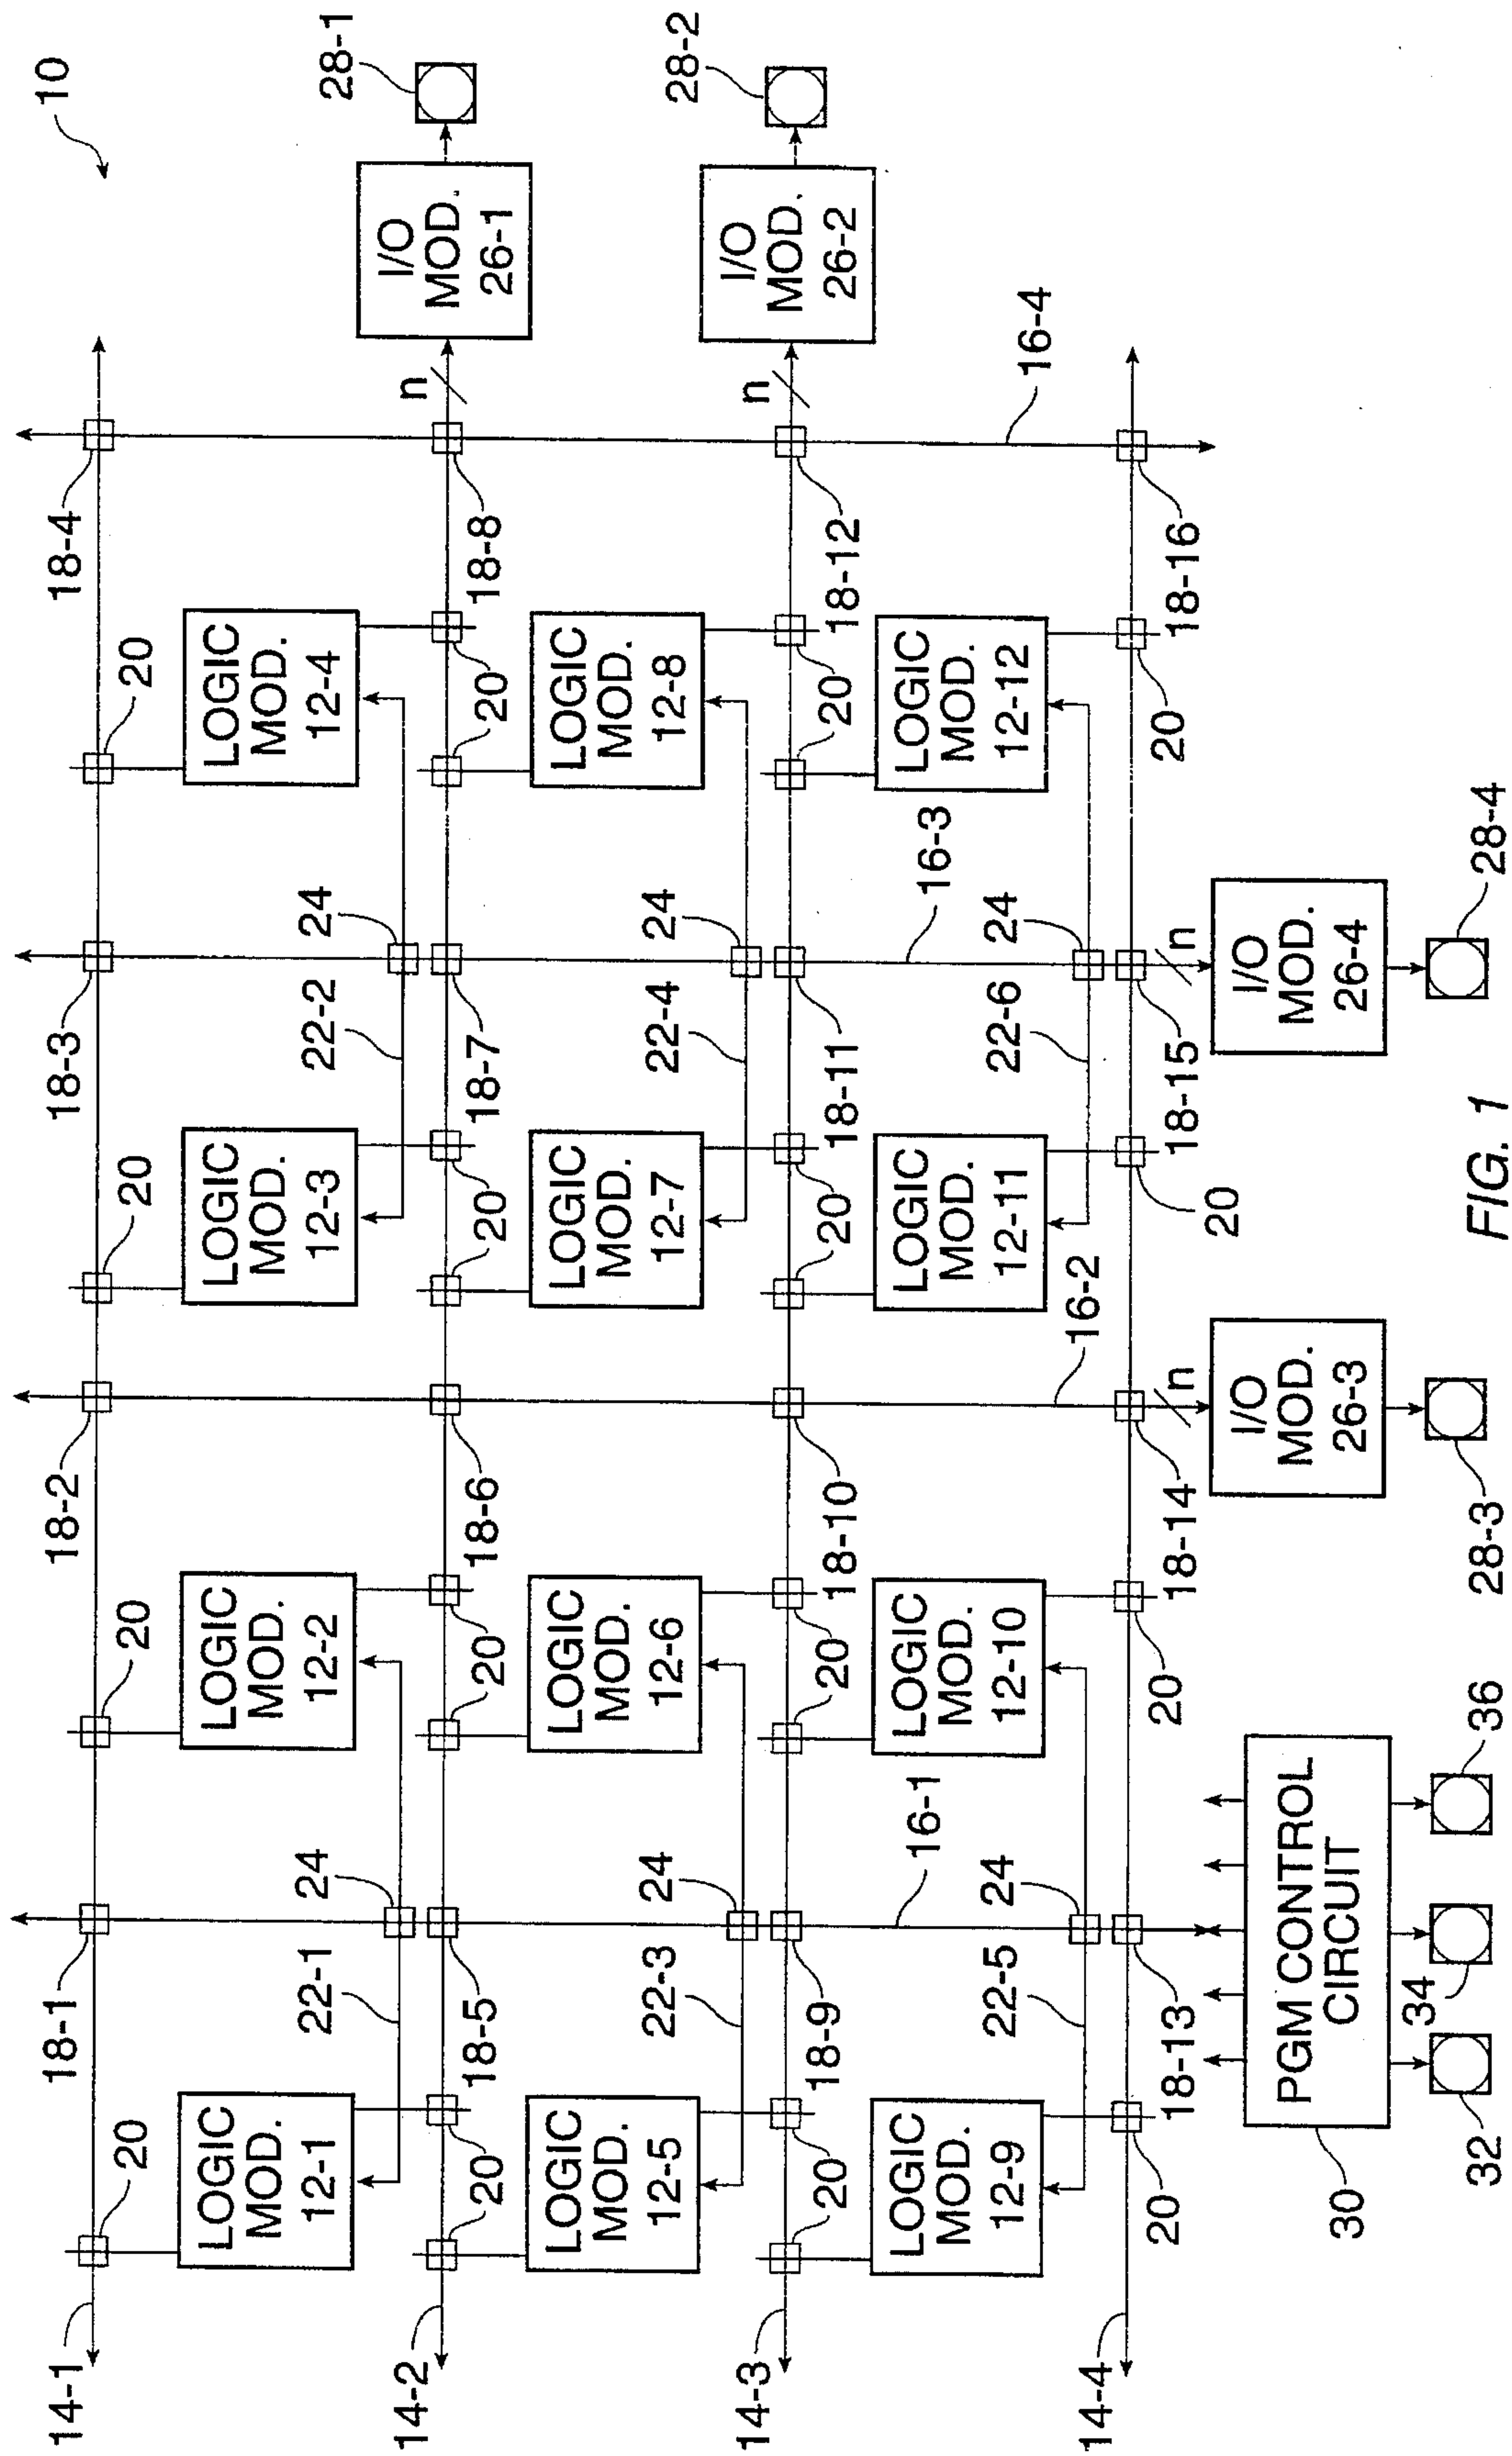 10
14-1
20
18-1
20
18-2
20
18-3
20
18-4
28-1
LOGIC
MOD.
12-1
22-1
24
LOGIC
MOD.
12-2
LOGIC
MOD.
12-3
22-2
24
LOGIC
MOD.
12-4
I/O
MOD.
26-1
n
14-2
20
20
18-5
20
20
18-6
20
20
18-7
20
20
18-8
28-2
LOGIC
MOD.
12-5
22-3
24
LOGIC
MOD.
12-6
LOGIC
MOD.
12-7
22-4
24
LOGIC
MOD.
12-8
I/O
MOD.
26-2
n
14-3
20
18-9
20
18-10
20
18-11
20
18-12
LOGIC
MOD.
12-9
22-5
24
16-1
LOGIC
MOD.
12-10
16-2
LOGIC
MOD.
12-11
22-6
24
16-3
LOGIC
MOD.
12-12
16-4
14-4
20
18-13
20
18-14
20
18-15
20
18-16
30
PGM CONTROL
CIRCUIT
32
34
36
n
I/O
MOD.
26-3
28-3
n
I/O
MOD.
26-4
28-4
FIG. 1